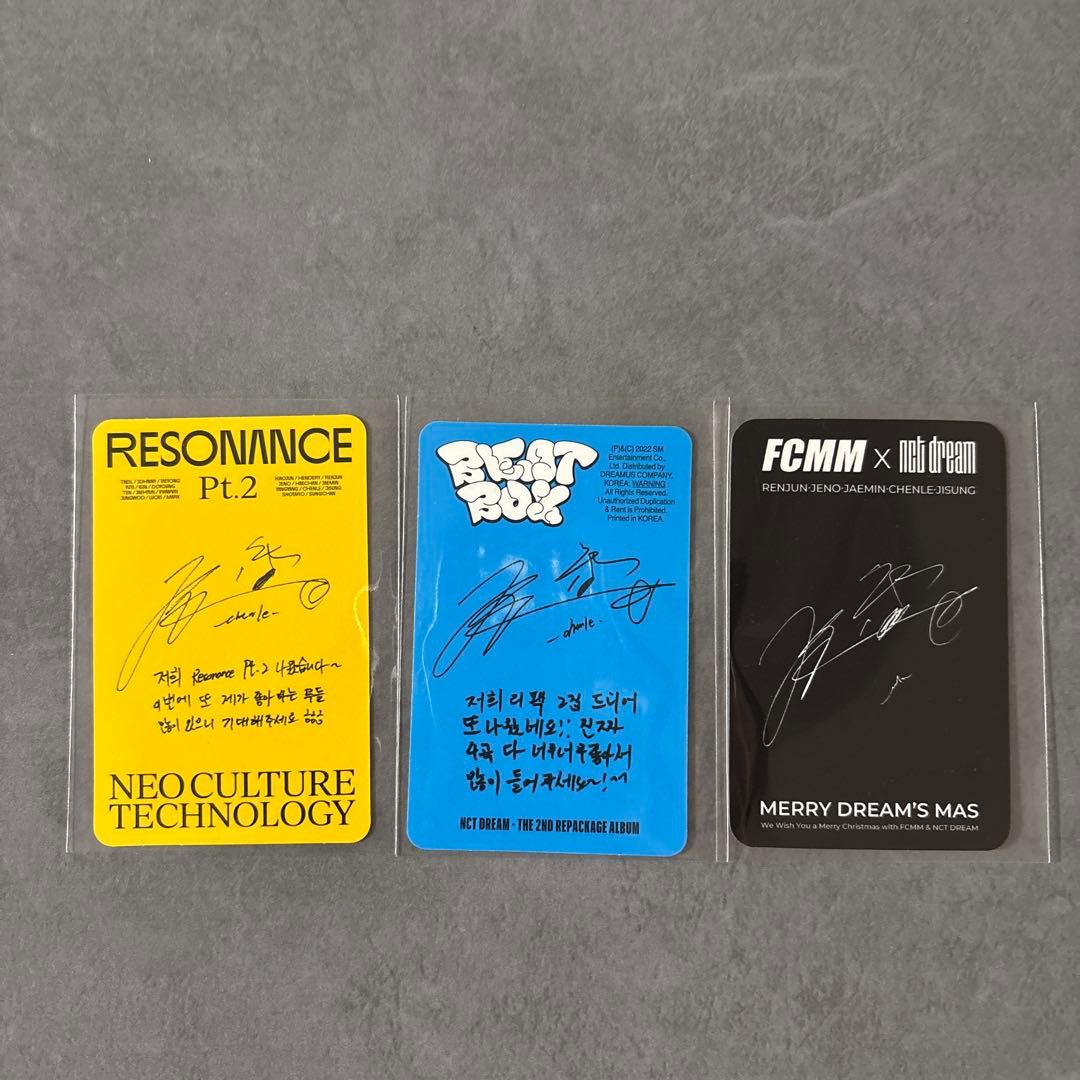 RESONANCE
Pt.2
TAEIL / JOHNNY / TAEYONG
YUTA / KUN / DOYOUNG
TEN / JAEHYUN / WINWIN
JUNGWOO / LUCAS / MARK
XIAOJUN / HENDERY / RENJUN
JENO / HAECHAN / JAEMIN
YANGYANG / CHENLE / JISUNG
SHOTARO / SUNGCHAN
-chenle-
저희 Resonance Pt.2 나왔습니다~
이번에 또 제가 좋아하는 곡들
많이 있으니 기대해주세요
NEO CULTURE
TECHNOLOGY
BEAT
BOX
(P)&(C) 2022 SM
Entertainment Co.,
Ltd. Distributed by
DREAMUS COMPANY,
KOREA. WARNING :
All Rights Reserved.
Unauthorized Duplication
& Rent is Prohibited.
Printed in KOREA.
-chenle-
저희 리팩 2집 드디어
또 나왔네요!! 진짜
4곡 다 너무너무 좋아서
많이 들어주세요~!
NCT DREAM - THE 2ND REPACKAGE ALBUM
FCMM X nct dream
RENJUN·JENO·JAEMIN·CHENLE·JISUNG
MERRY DREAM'S MAS
We Wish You a Merry Christmas with FCMM & NCT DREAM